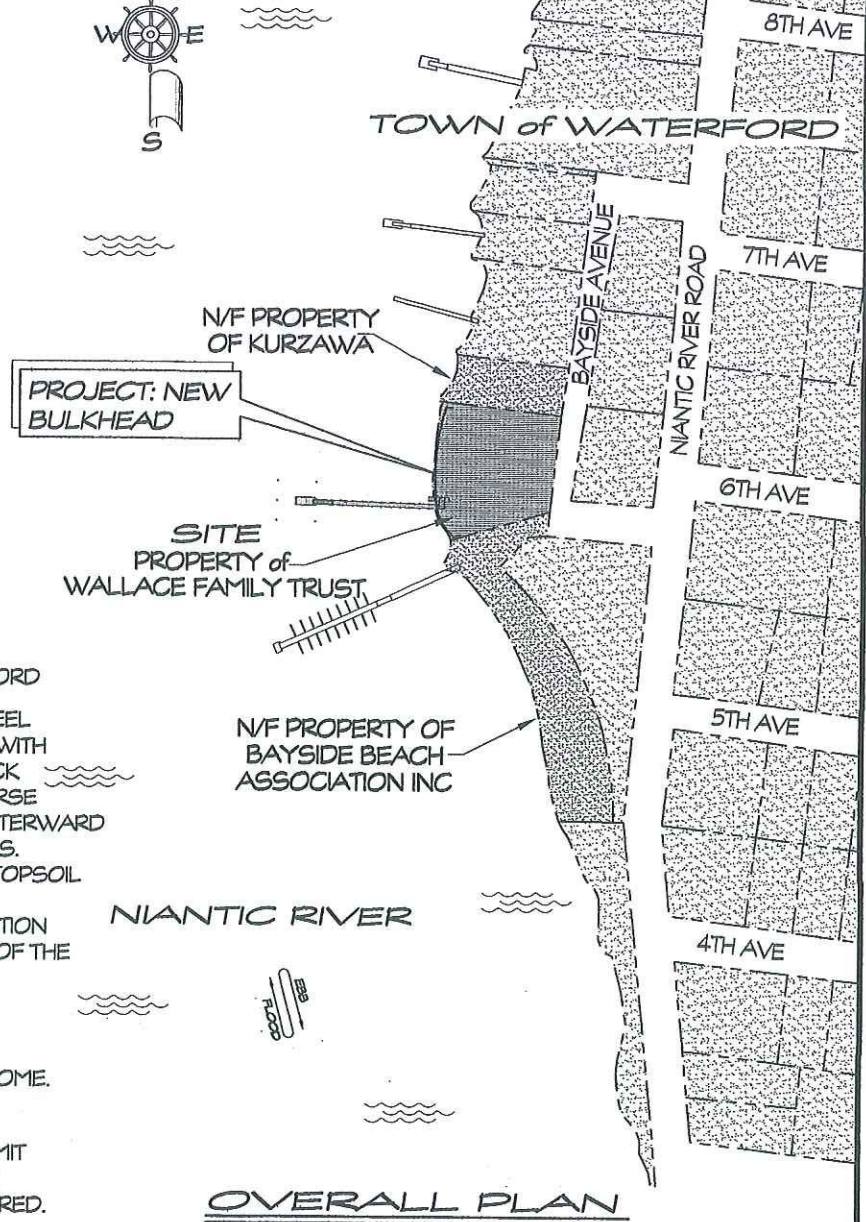 W E
S
8TH AVE
TOWN of WATERFORD
BAYSIDE AVENUE
NIANTIC RIVER ROAD
7TH AVE
N/F PROPERTY
OF KURZAWA
PROJECT: NEW
BULKHEAD
6TH AVE
SITE
PROPERTY of
WALLACE FAMILY TRUST
N/F PROPERTY OF
BAYSIDE BEACH
ASSOCIATION INC
5TH AVE
ORD
EEL
WITH
CK
RSE
TERWARD
S.
TOPSOIL
TION
OF THE
OME.
MIT
RED.
NIANTIC RIVER
EBB
FLOOD
4TH AVE
OVERALL PLAN